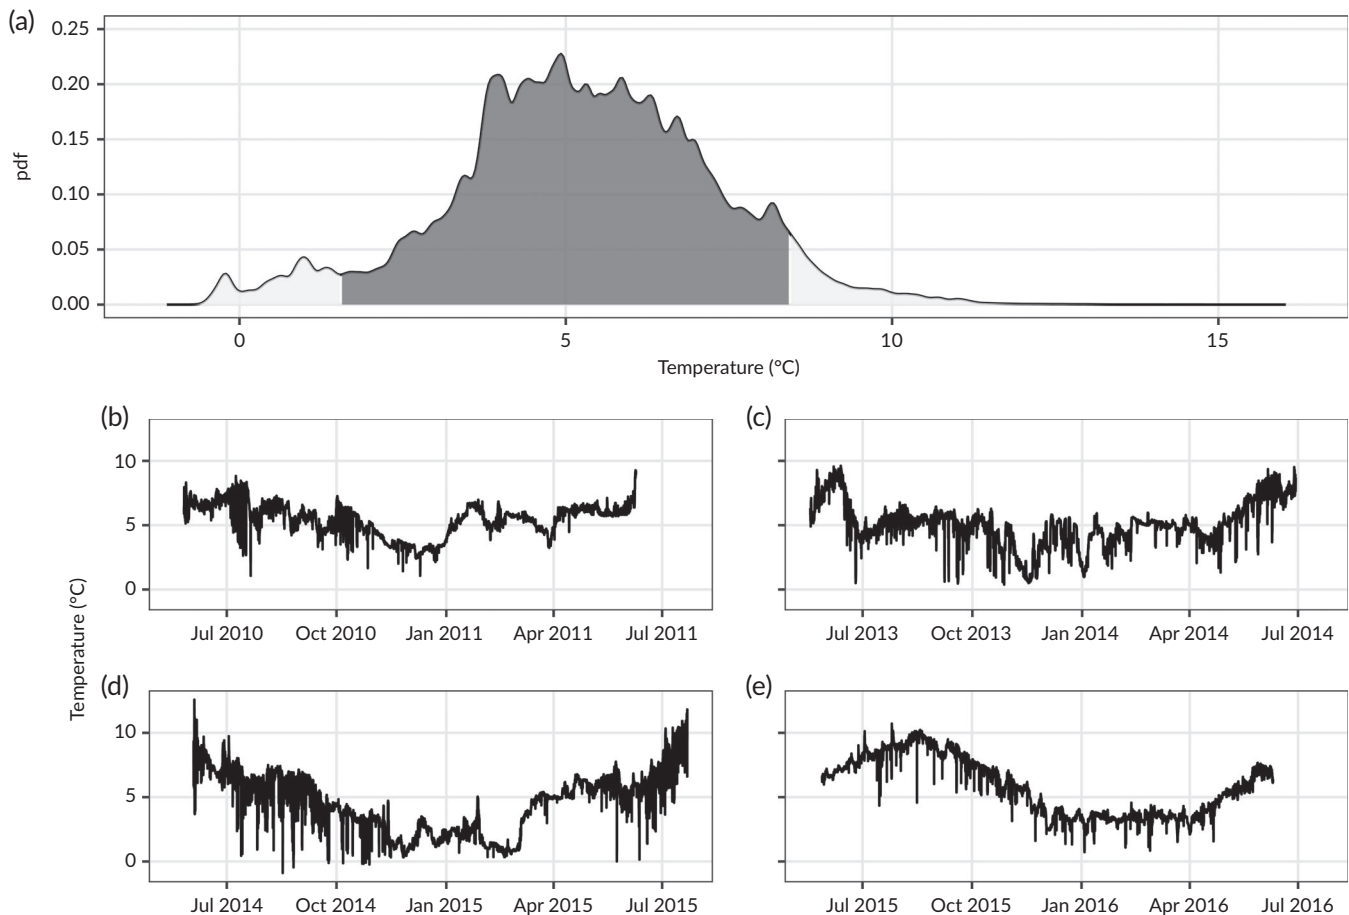 (a)
0.25
0.20
0.15
0.10
0.05
0.00
pdf
0 5 10 15
Temperature (°C)
(b) (c)
10
5
0
Jul 2010 Oct 2010 Jan 2011 Apr 2011 Jul 2011
Jul 2013 Oct 2013 Jan 2014 Apr 2014 Jul 2014
Temperature (°C)
(d) (e)
10
5
0
Jul 2014 Oct 2014 Jan 2015 Apr 2015 Jul 2015
Jul 2015 Oct 2015 Jan 2016 Apr 2016 Jul 2016